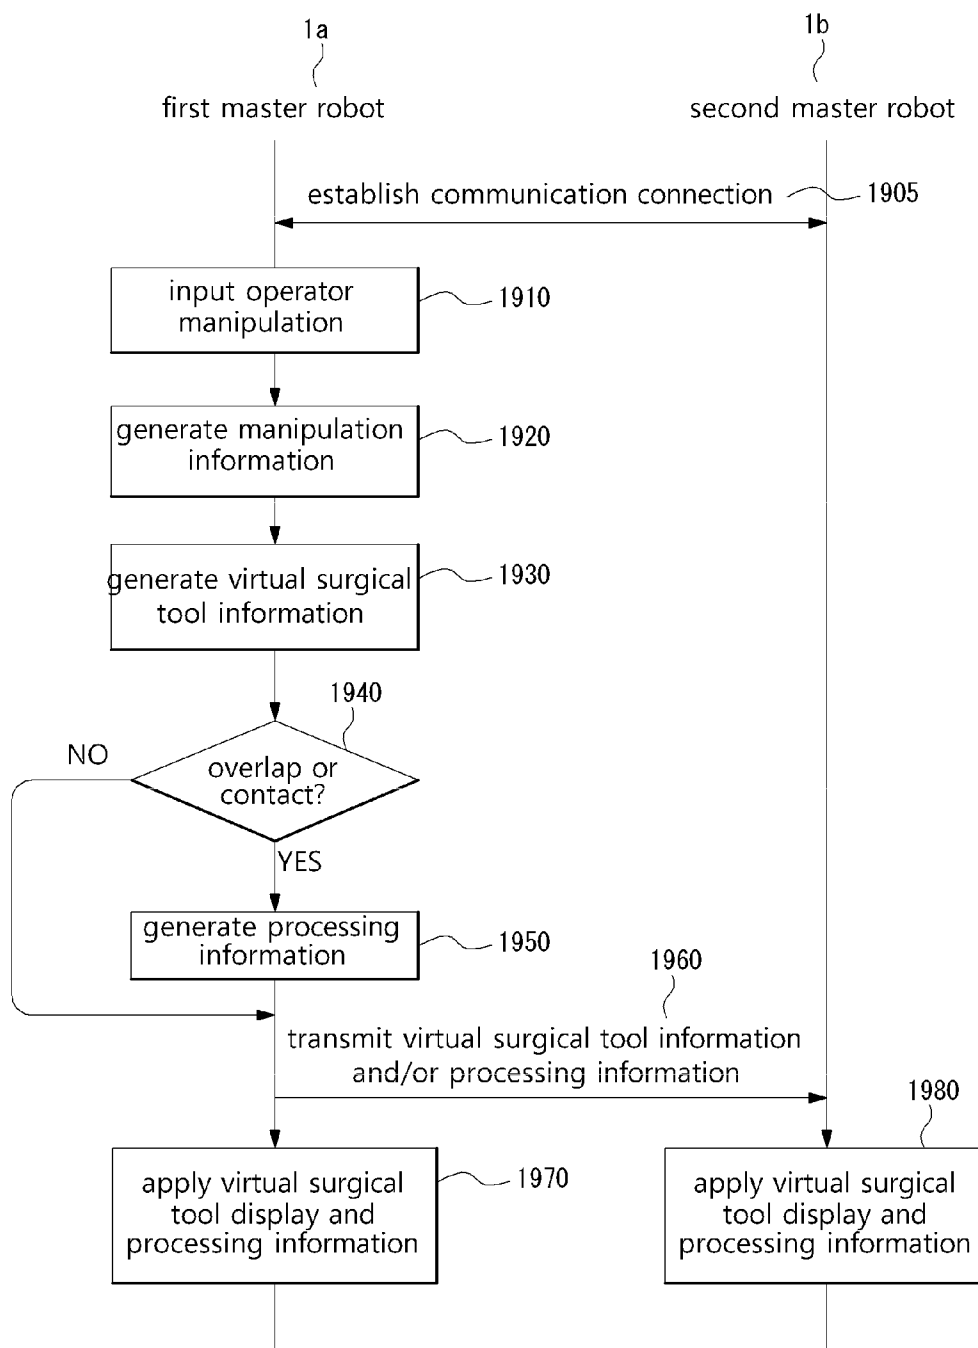 1a
1b
first master robot
second master robot
establish communication connection
1905
input operator
manipulation
1910
generate manipulation
information
1920
generate virtual surgical
tool information
1930
1940
NO
overlap or
contact?
YES
generate processing
information
1950
1960
transmit virtual surgical tool information
and/or processing information
1980
apply virtual surgical
tool display and
processing information
1970
apply virtual surgical
tool display and
processing information